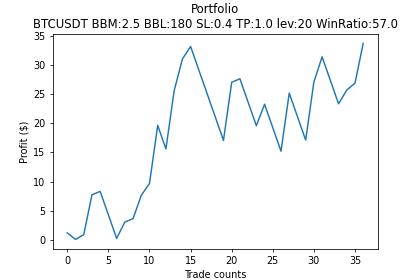 Portfolio
BTCUSDT BBM:2.5 BBL:180 SL:0.4 TP:1.0 lev:20 WinRatio:57.0
35
30
25
20
15
10
5
0
Profit ($)
0 5 10 15 20 25 30 35
Trade counts